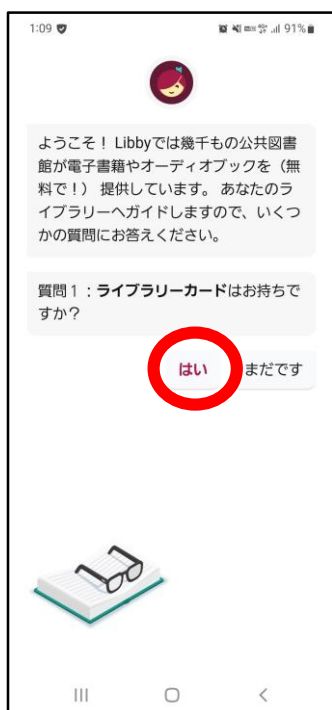 1:09
91%
ようこそ！ Libbyでは幾千もの公共図書
館が電子書籍やオーディオブックを（無
料で！） 提供しています。 あなたのラ
イブラリーへガイドしますので、いくつ
かの質問にお答えください。
質問1：ライブラリーカードはお持ちで
すか？
はい まだです